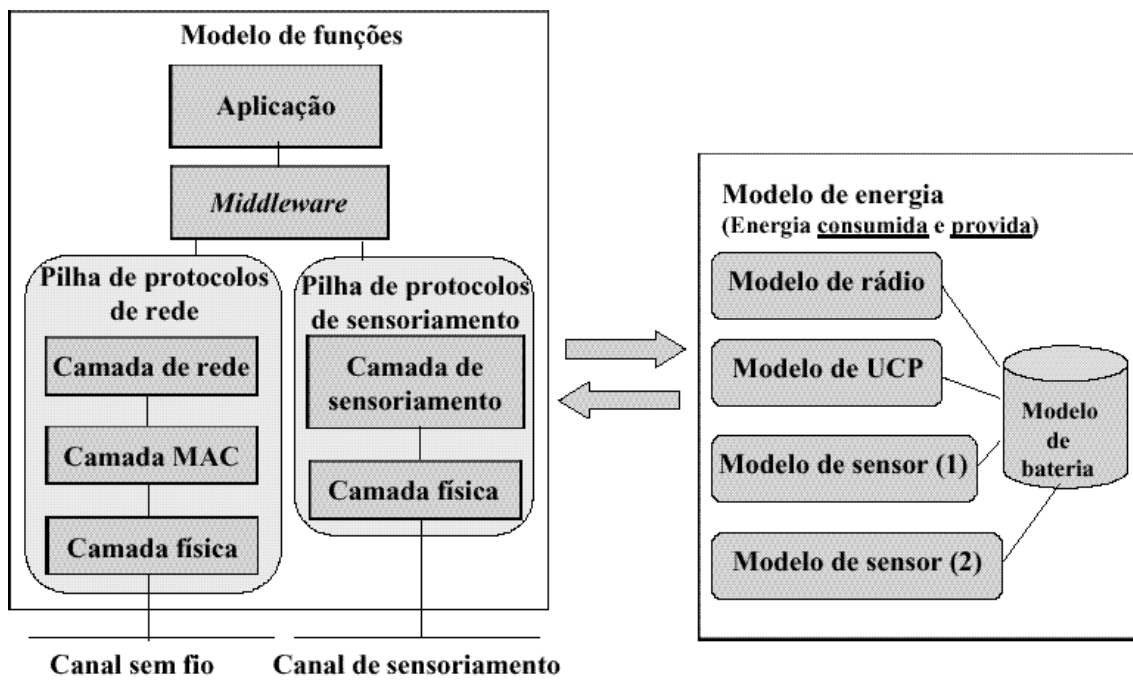 Modelo de funções
Aplicação
Middleware
Pilha de protocolos
de rede
Camada de rede
Camada MAC
Camada física
Pilha de protocolos
de sensoriamento
Camada de
sensoriamento
Camada física
Canal sem fio
Canal de sensoriamento
Modelo de energia
(Energia consumida e provida)
Modelo de rádio
Modelo de UCP
Modelo de sensor (1)
Modelo de sensor (2)
Modelo
de
bateria